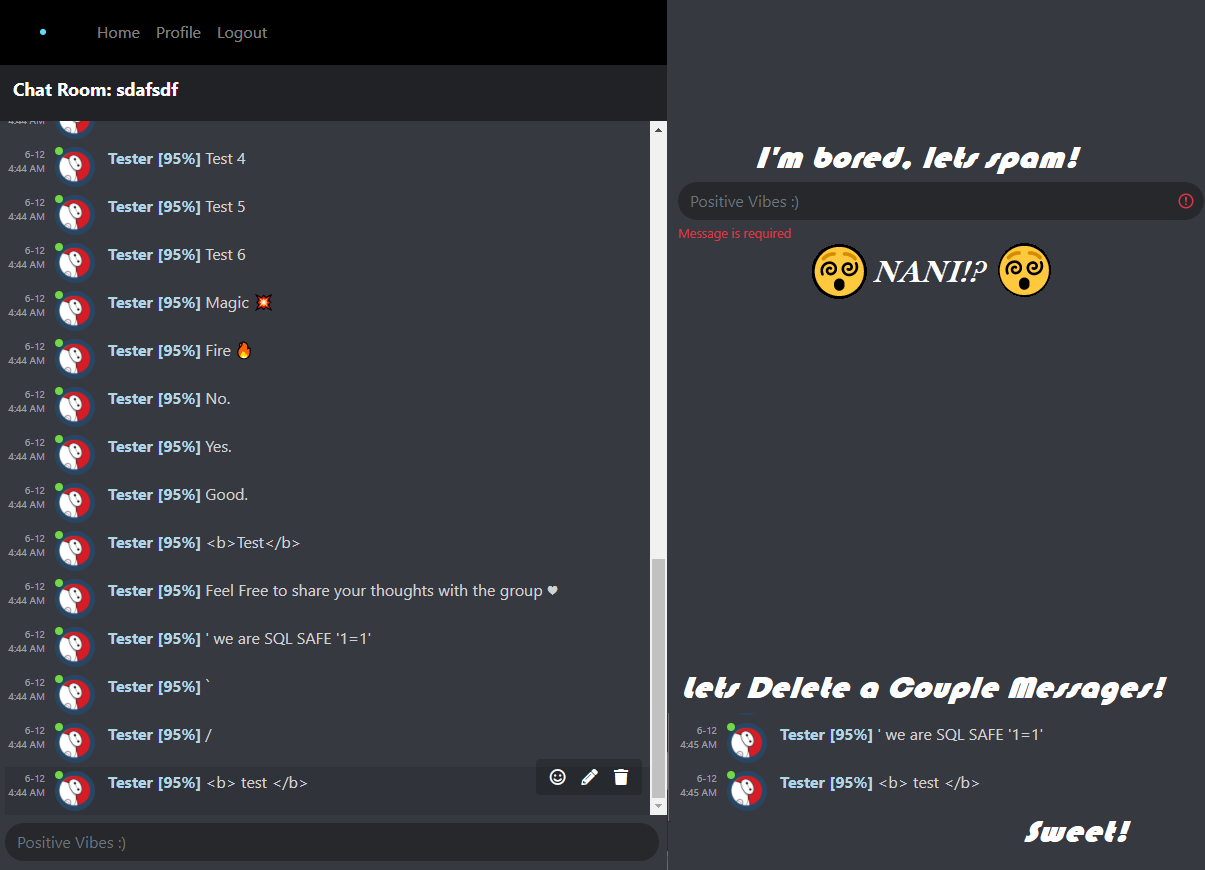 Home Profile Logout
Chat Room: sdafsdf
4:44 AM
6-12
4:44 AM
Tester [95%] Test 4
6-12
4:44 AM
Tester [95%] Test 5
6-12
4:44 AM
Tester [95%] Test 6
6-12
4:44 AM
Tester [95%] Magic 💥
6-12
4:44 AM
Tester [95%] Fire 🔥
6-12
4:44 AM
Tester [95%] No.
6-12
4:44 AM
Tester [95%] Yes.
6-12
4:44 AM
Tester [95%] Good.
6-12
4:44 AM
Tester [95%] <b>Test</b>
6-12
4:44 AM
Tester [95%] Feel Free to share your thoughts with the group ♥
6-12
4:44 AM
Tester [95%] ' we are SQL SAFE '1=1'
6-12
4:44 AM
Tester [95%] `
6-12
4:44 AM
Tester [95%] /
6-12
4:44 AM
Tester [95%] <b> test </b>
Positive Vibes :)
I'm bored, lets spam!
Positive Vibes :)
Message is required
NANI!?
Lets Delete a Couple Messages!
6-12
4:45 AM
Tester [95%] ' we are SQL SAFE '1=1'
6-12
4:45 AM
Tester [95%] <b> test </b>
Sweet!